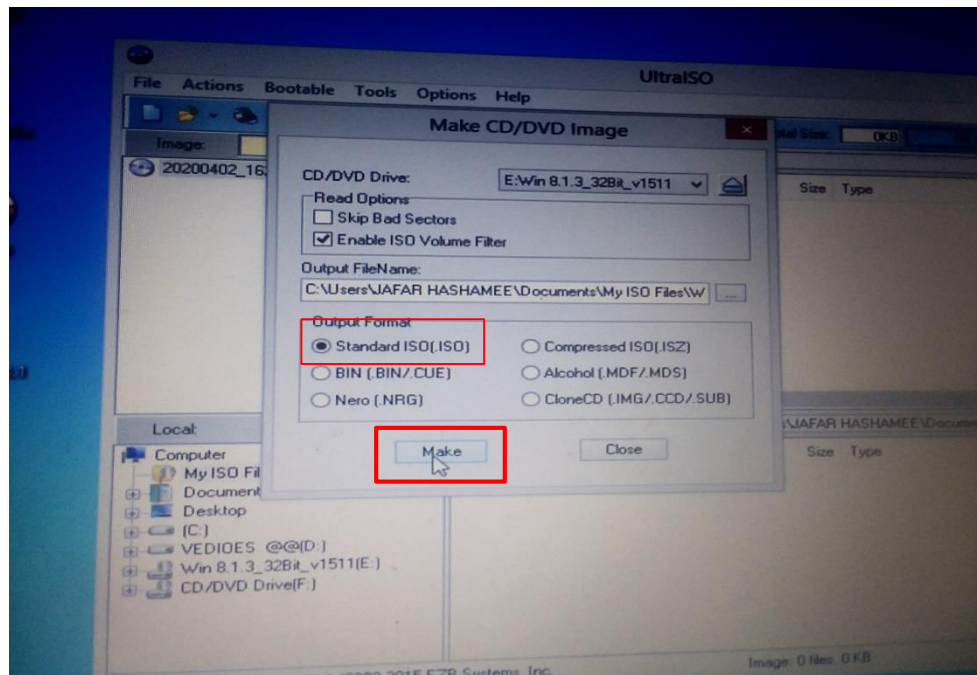 UltraISO
File Actions Bootable Tools Options Help
Make CD/DVD Image
Total Size: 0KB
Image:
20200402_16
Size Type
CD/DVD Drive:
E:Win 8.1.3_32Bit_v1511
Read Options
Skip Bad Sectors
Enable ISO Volume Filter
Output FileName:
C:\Users\JAFAR HASHAMEE\Documents\My ISO Files\W
...
Output Format
Standard ISO(.ISO)
Compressed ISO(.ISZ)
BIN (.BIN/.CUE)
Alcohol (.MDF/.MDS)
Nero (.NRG)
CloneCD (.IMG/.CCD/.SUB)
Make
Close
Local:
\JAFAR HASHAMEE\Docum
Size Type
Computer
My ISO Fil
Document
Desktop
(C:)
VEDIOES @@(D:)
Win 8.1.3_32Bit_v1511(E:)
CD/DVD Drive(F:)
2015 EZB Systems, Inc.
Image: 0 files, 0 KB